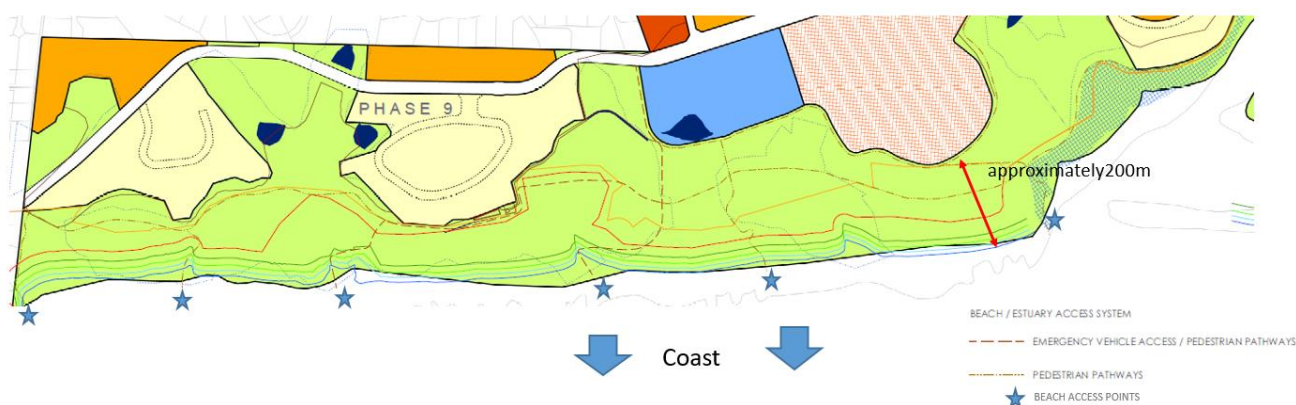 PHASE 9
approximately200m
Coast
BEACH / ESTUARY ACCESS SYSTEM
EMERGENCY VEHICLE ACCESS / PEDESTRIAN PATHWAYS
PEDESTRIAN PATHWAYS
BEACH ACCESS POINTS